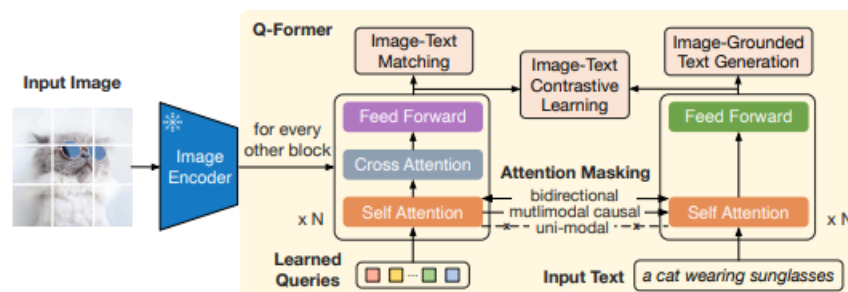 Q-Former
Image-Text
Matching
Image-Text
Contrastive
Learning
Image-Grounded
Text Generation
Input Image
Image
Encoder
for every
other block
Feed Forward
Cross Attention
Self Attention
x N
Attention Masking
bidirectional
mutlimodal causal
uni-modal
Feed Forward
Self Attention
x N
Learned
Queries
...
Input Text
a cat wearing sunglasses